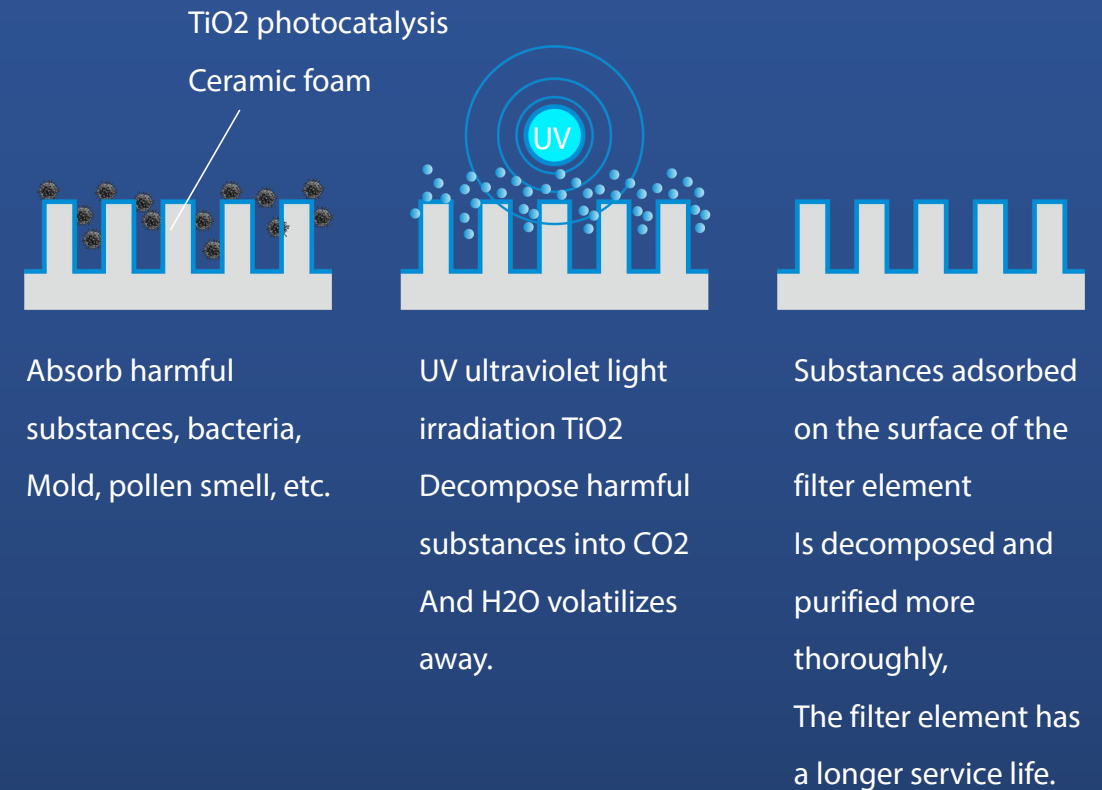 TiO2 photocatalysis
Ceramic foam
UV
Absorb harmful
substances, bacteria,
Mold, pollen smell, etc.
UV ultraviolet light
irradiation TiO2
Decompose harmful
substances into CO2
And H2O volatilizes
away.
Substances adsorbed
on the surface of the
filter element
Is decomposed and
purified more
thoroughly,
The filter element has
a longer service life.